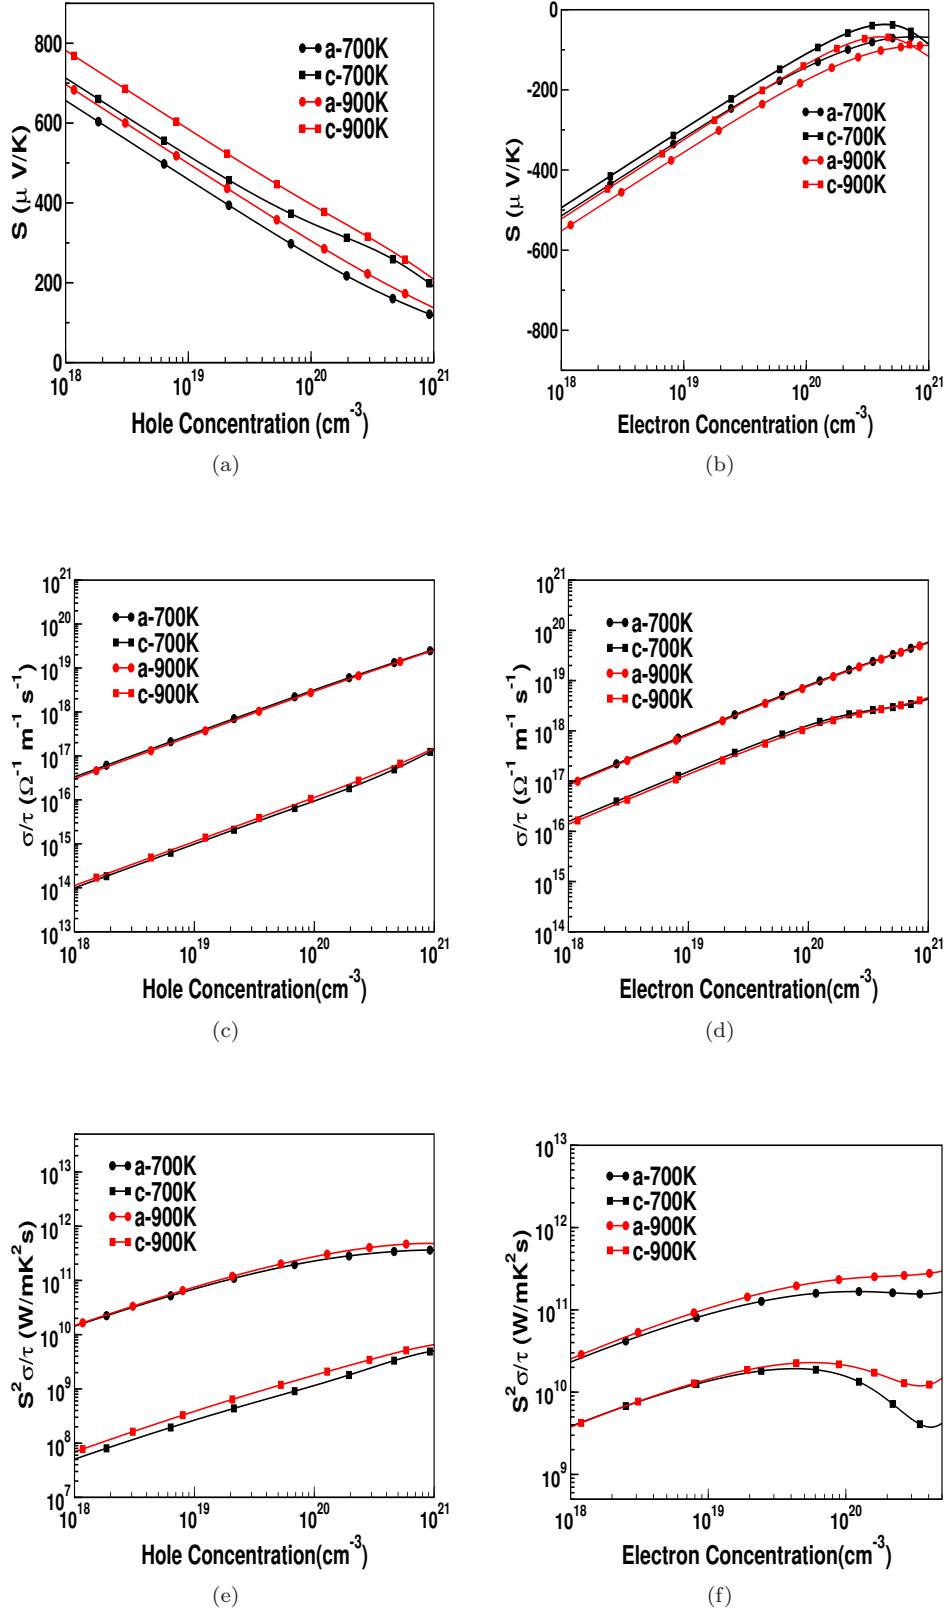 800
600
400
200
0
S (μ V/K)
a-700K
c-700K
a-900K
c-900K
10^18 10^19 10^20 10^21
Hole Concentration (cm^-3)
(a)
0
-200
-400
-600
-800
S (μ V/K)
a-700K
c-700K
a-900K
c-900K
10^18 10^19 10^20 10^21
Electron Concentration (cm^-3)
(b)
10^21
10^20
10^19
10^18
10^17
10^16
10^15
10^14
10^13
σ/τ (Ω^-1 m^-1 s^-1)
a-700K
c-700K
a-900K
c-900K
10^18 10^19 10^20 10^21
Hole Concentration(cm^-3)
(c)
10^21
10^20
10^19
10^18
10^17
10^16
10^15
10^14
σ/τ (Ω^-1 m^-1 s^-1)
a-700K
c-700K
a-900K
c-900K
10^18 10^19 10^20 10^21
Electron Concentration(cm^-3)
(d)
10^13
10^12
10^11
10^10
10^9
10^8
10^7
S^2 σ/τ (W/mK^2s)
a-700K
c-700K
a-900K
c-900K
10^18 10^19 10^20 10^21
Hole Concentration(cm^-3)
(e)
10^13
10^12
10^11
10^10
10^9
S^2 σ/τ (W/mK^2s)
a-700K
c-700K
a-900K
c-900K
10^18 10^19 10^20
Electron Concentration(cm^-3)
(f)